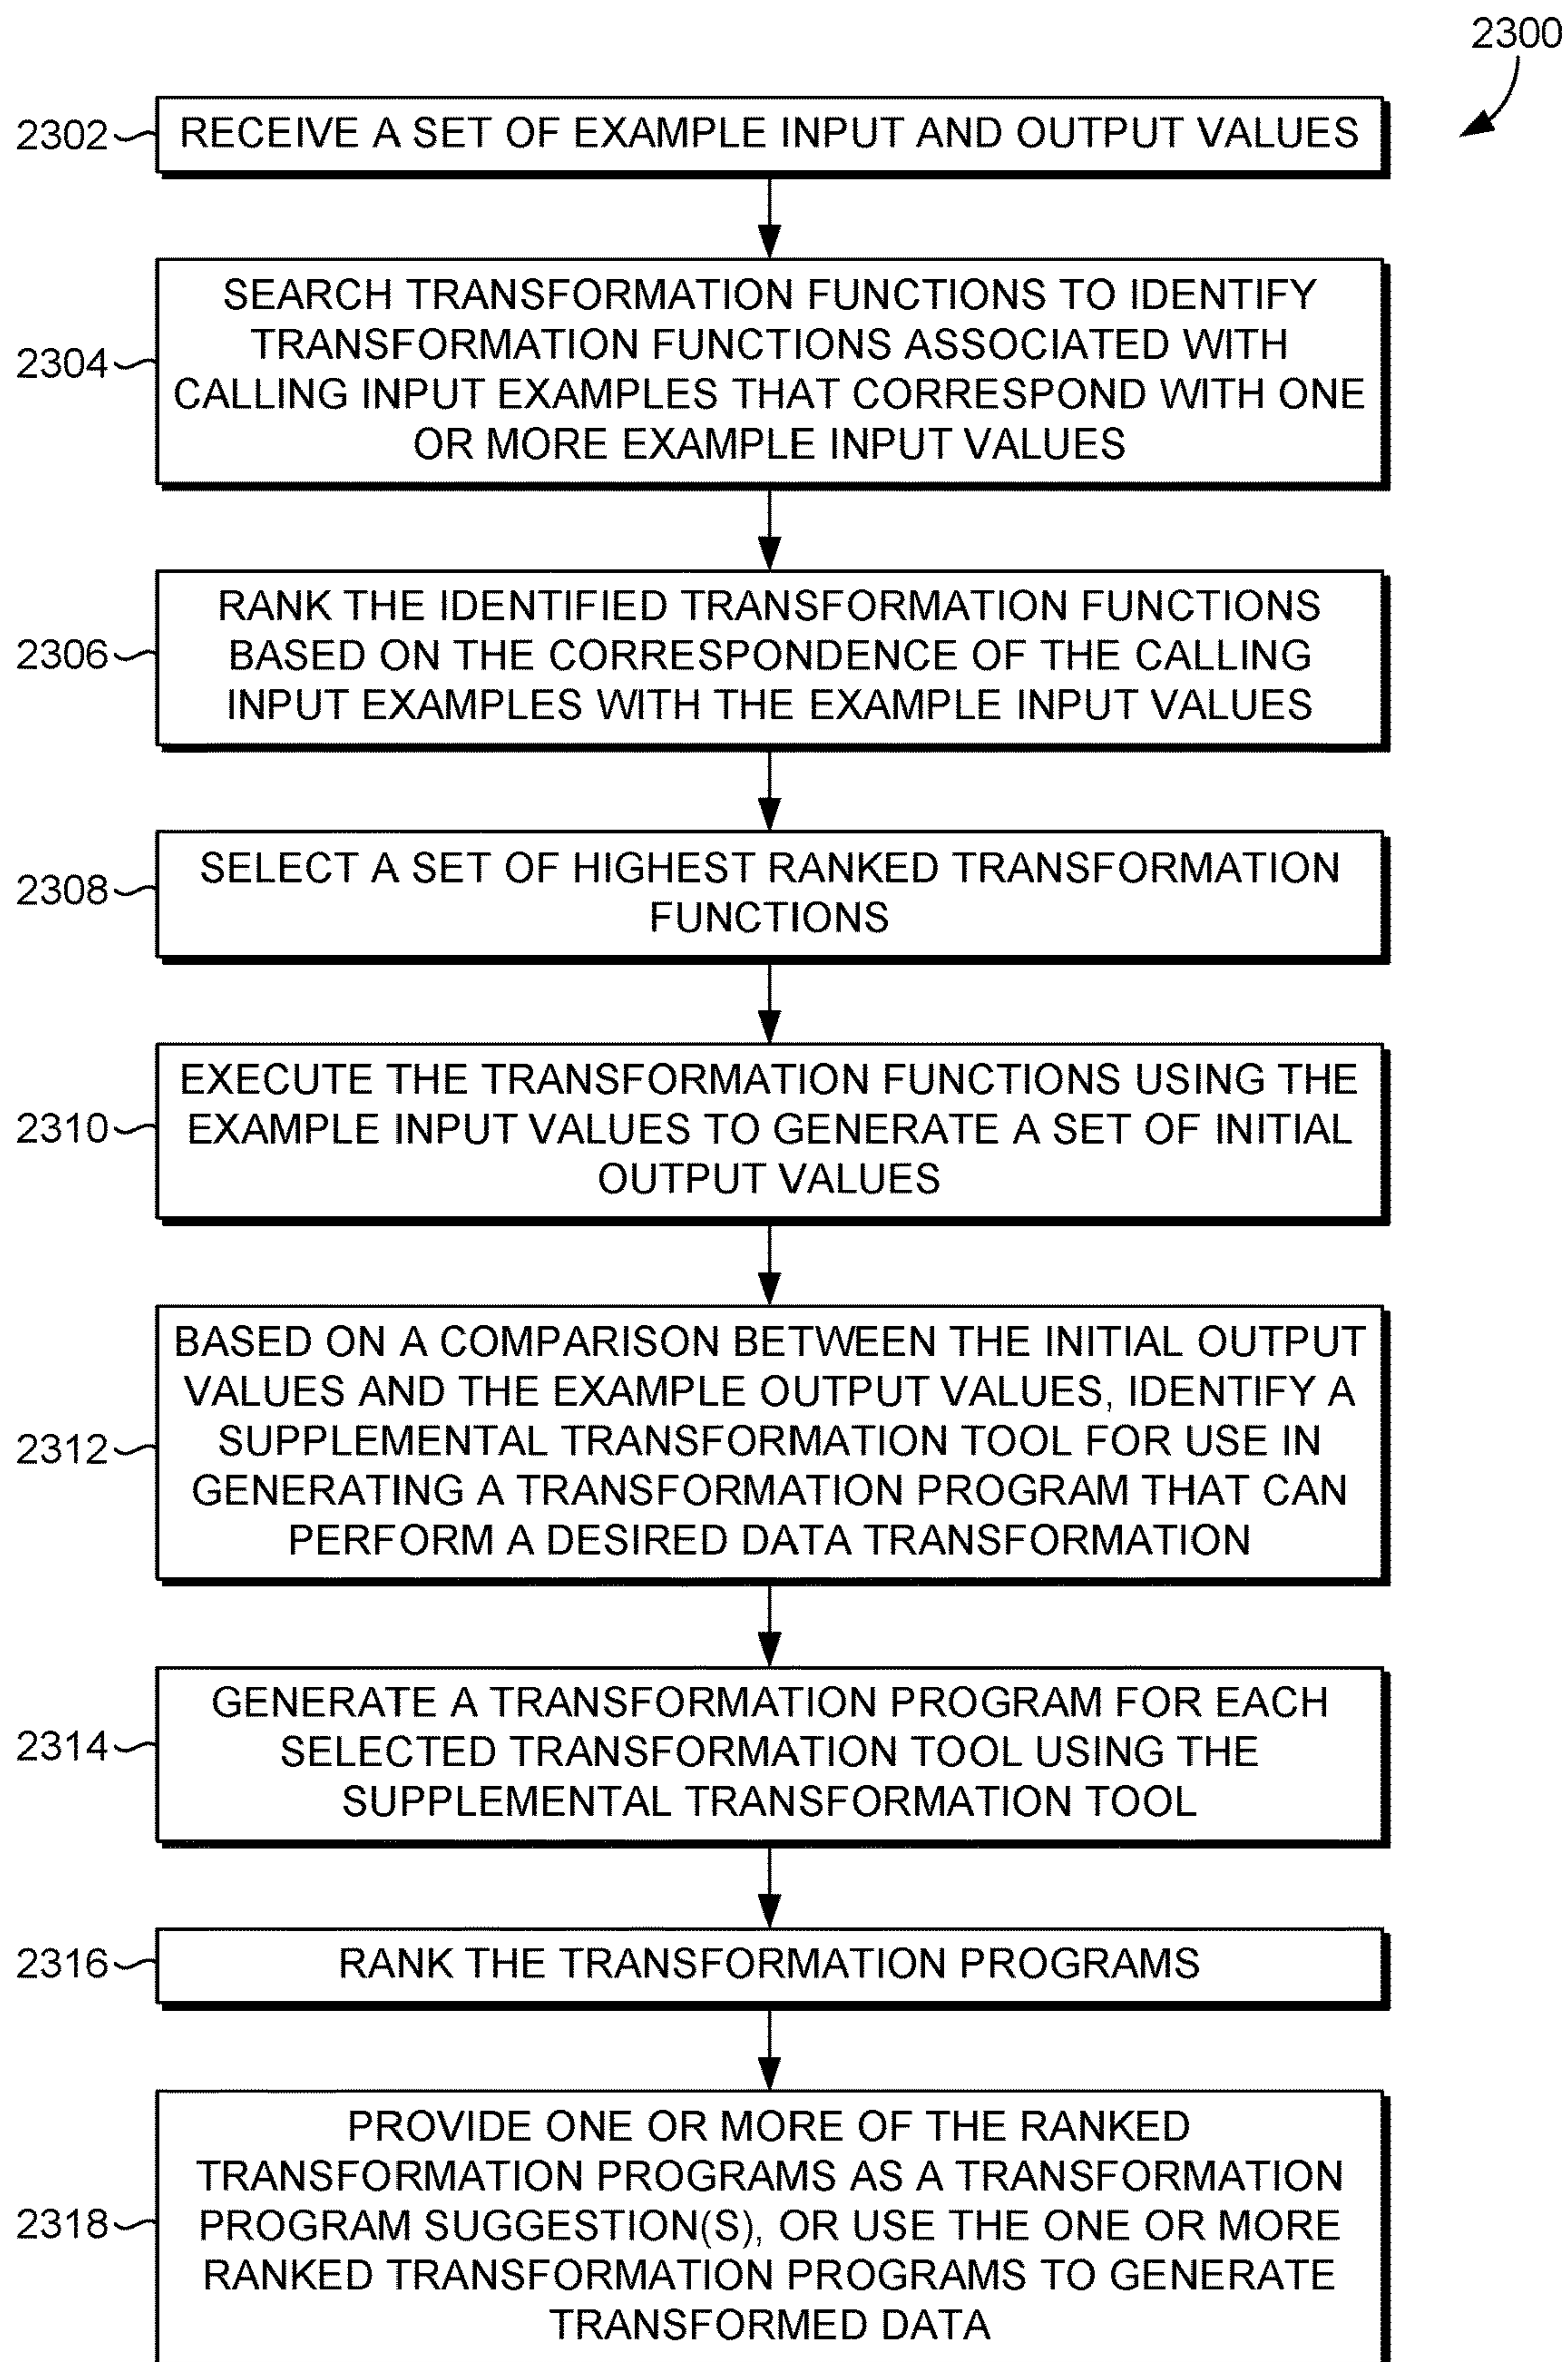 2300
2302
RECEIVE A SET OF EXAMPLE INPUT AND OUTPUT VALUES
2304
SEARCH TRANSFORMATION FUNCTIONS TO IDENTIFY
TRANSFORMATION FUNCTIONS ASSOCIATED WITH
CALLING INPUT EXAMPLES THAT CORRESPOND WITH ONE
OR MORE EXAMPLE INPUT VALUES
2306
RANK THE IDENTIFIED TRANSFORMATION FUNCTIONS
BASED ON THE CORRESPONDENCE OF THE CALLING
INPUT EXAMPLES WITH THE EXAMPLE INPUT VALUES
2308
SELECT A SET OF HIGHEST RANKED TRANSFORMATION
FUNCTIONS
2310
EXECUTE THE TRANSFORMATION FUNCTIONS USING THE
EXAMPLE INPUT VALUES TO GENERATE A SET OF INITIAL
OUTPUT VALUES
2312
BASED ON A COMPARISON BETWEEN THE INITIAL OUTPUT
VALUES AND THE EXAMPLE OUTPUT VALUES, IDENTIFY A
SUPPLEMENTAL TRANSFORMATION TOOL FOR USE IN
GENERATING A TRANSFORMATION PROGRAM THAT CAN
PERFORM A DESIRED DATA TRANSFORMATION
2314
GENERATE A TRANSFORMATION PROGRAM FOR EACH
SELECTED TRANSFORMATION TOOL USING THE
SUPPLEMENTAL TRANSFORMATION TOOL
2316
RANK THE TRANSFORMATION PROGRAMS
2318
PROVIDE ONE OR MORE OF THE RANKED
TRANSFORMATION PROGRAMS AS A TRANSFORMATION
PROGRAM SUGGESTION(S), OR USE THE ONE OR MORE
RANKED TRANSFORMATION PROGRAMS TO GENERATE
TRANSFORMED DATA